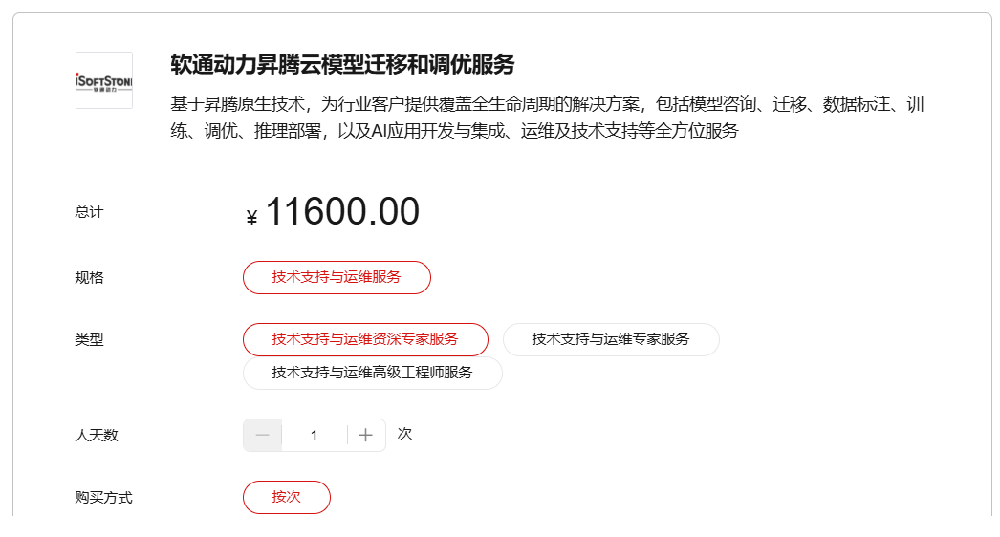 软通动力昇腾云模型迁移和调优服务
iSOFTSTONE
软通动力
基于昇腾原生技术，为行业客户提供覆盖全生命周期的解决方案，包括模型咨询、迁移、数据标注、训
练、调优、推理部署，以及AI应用开发与集成、运维及技术支持等全方位服务
总计 ¥ 11600.00
规格 技术支持与运维服务
类型 技术支持与运维资深专家服务 技术支持与运维专家服务
技术支持与运维高级工程师服务
人天数 — 1 + 次
购买方式 按次